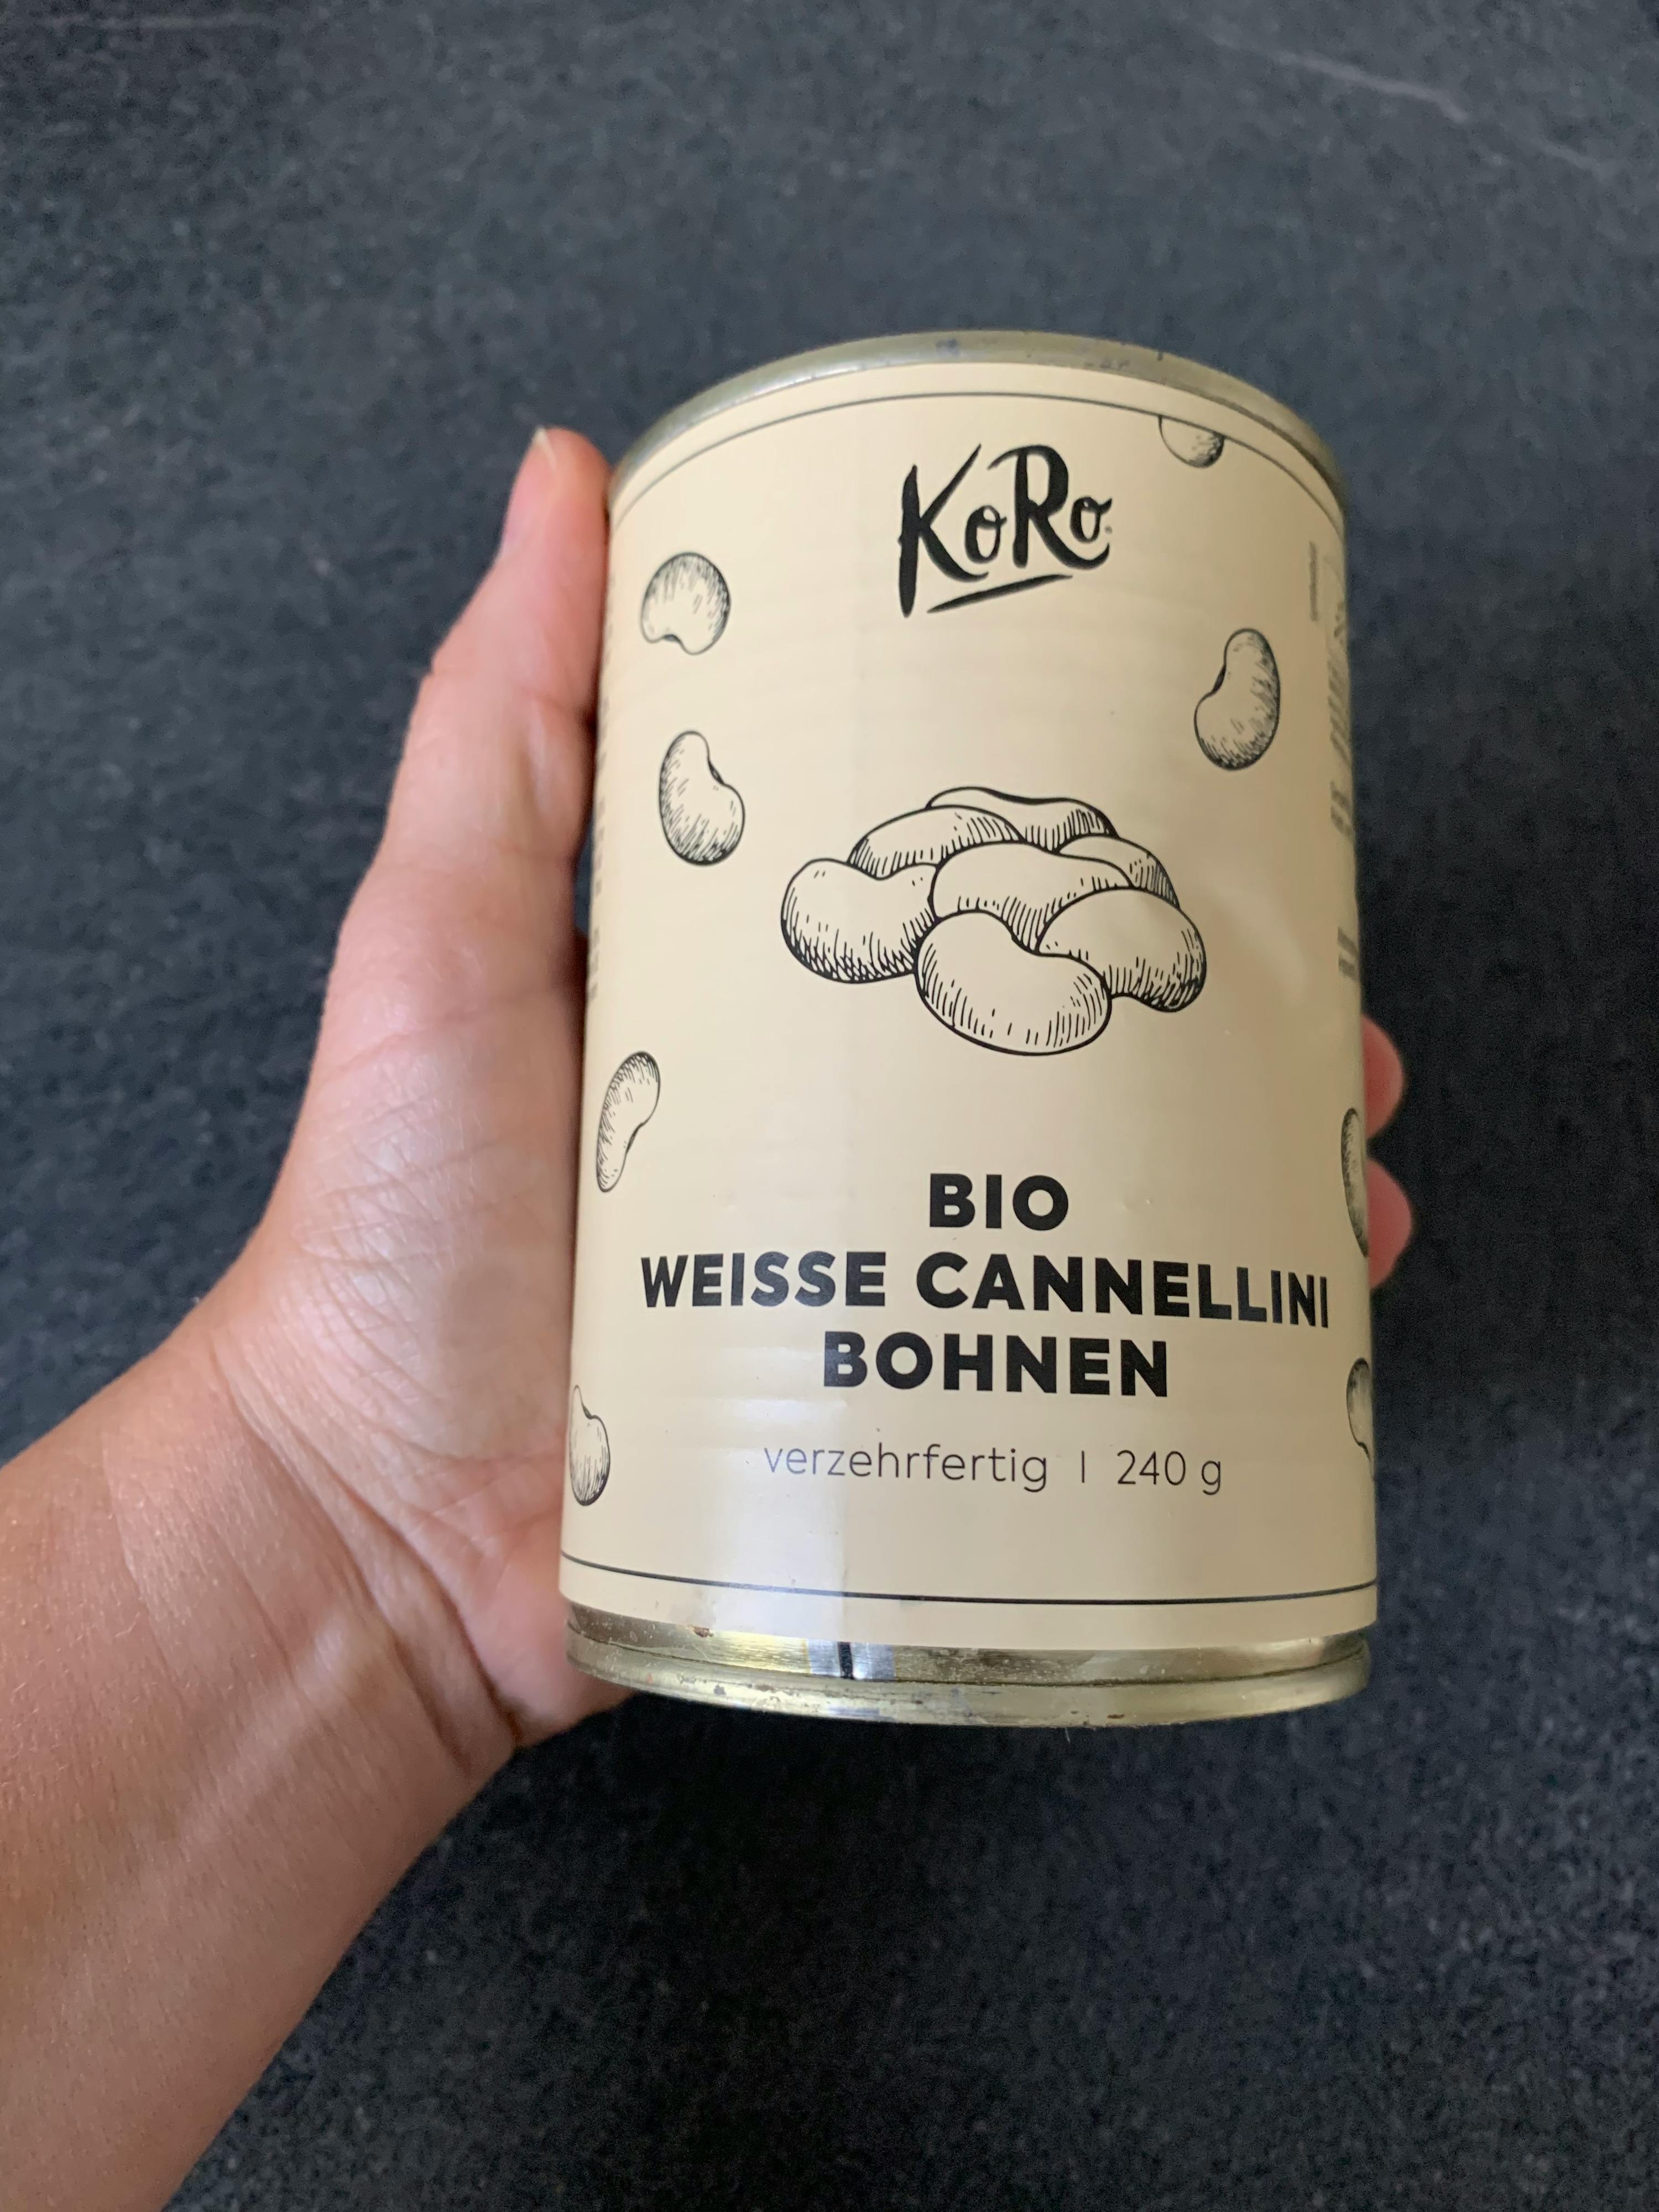 KoRo
BIO
WEISSE CANNELLINI
BOHNEN
verzehrfertig | 240 g